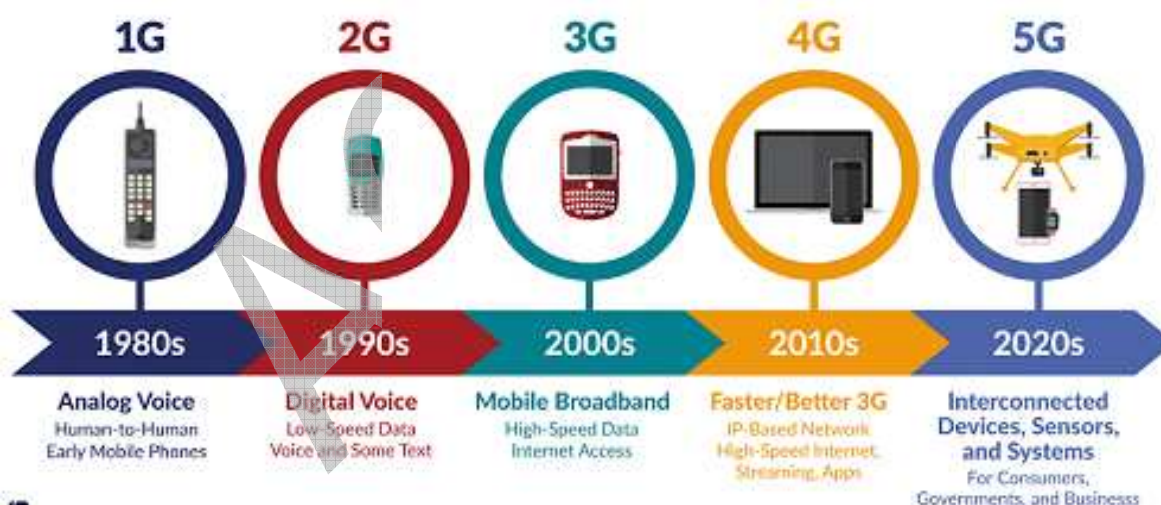 1G
2G
3G
4G
5G
1980s
1990s
2000s
2010s
2020s
Analog Voice
Human-to-Human
Early Mobile Phones
Digital Voice
Low-Speed Data
Voice and Some Text
Mobile Broadband
High-Speed Data
Internet Access
Faster/Better 3G
IP-Based Network
High-Speed Internet,
Streaming, Apps
Interconnected
Devices, Sensors,
and Systems
For Consumers,
Governments, and Businesss